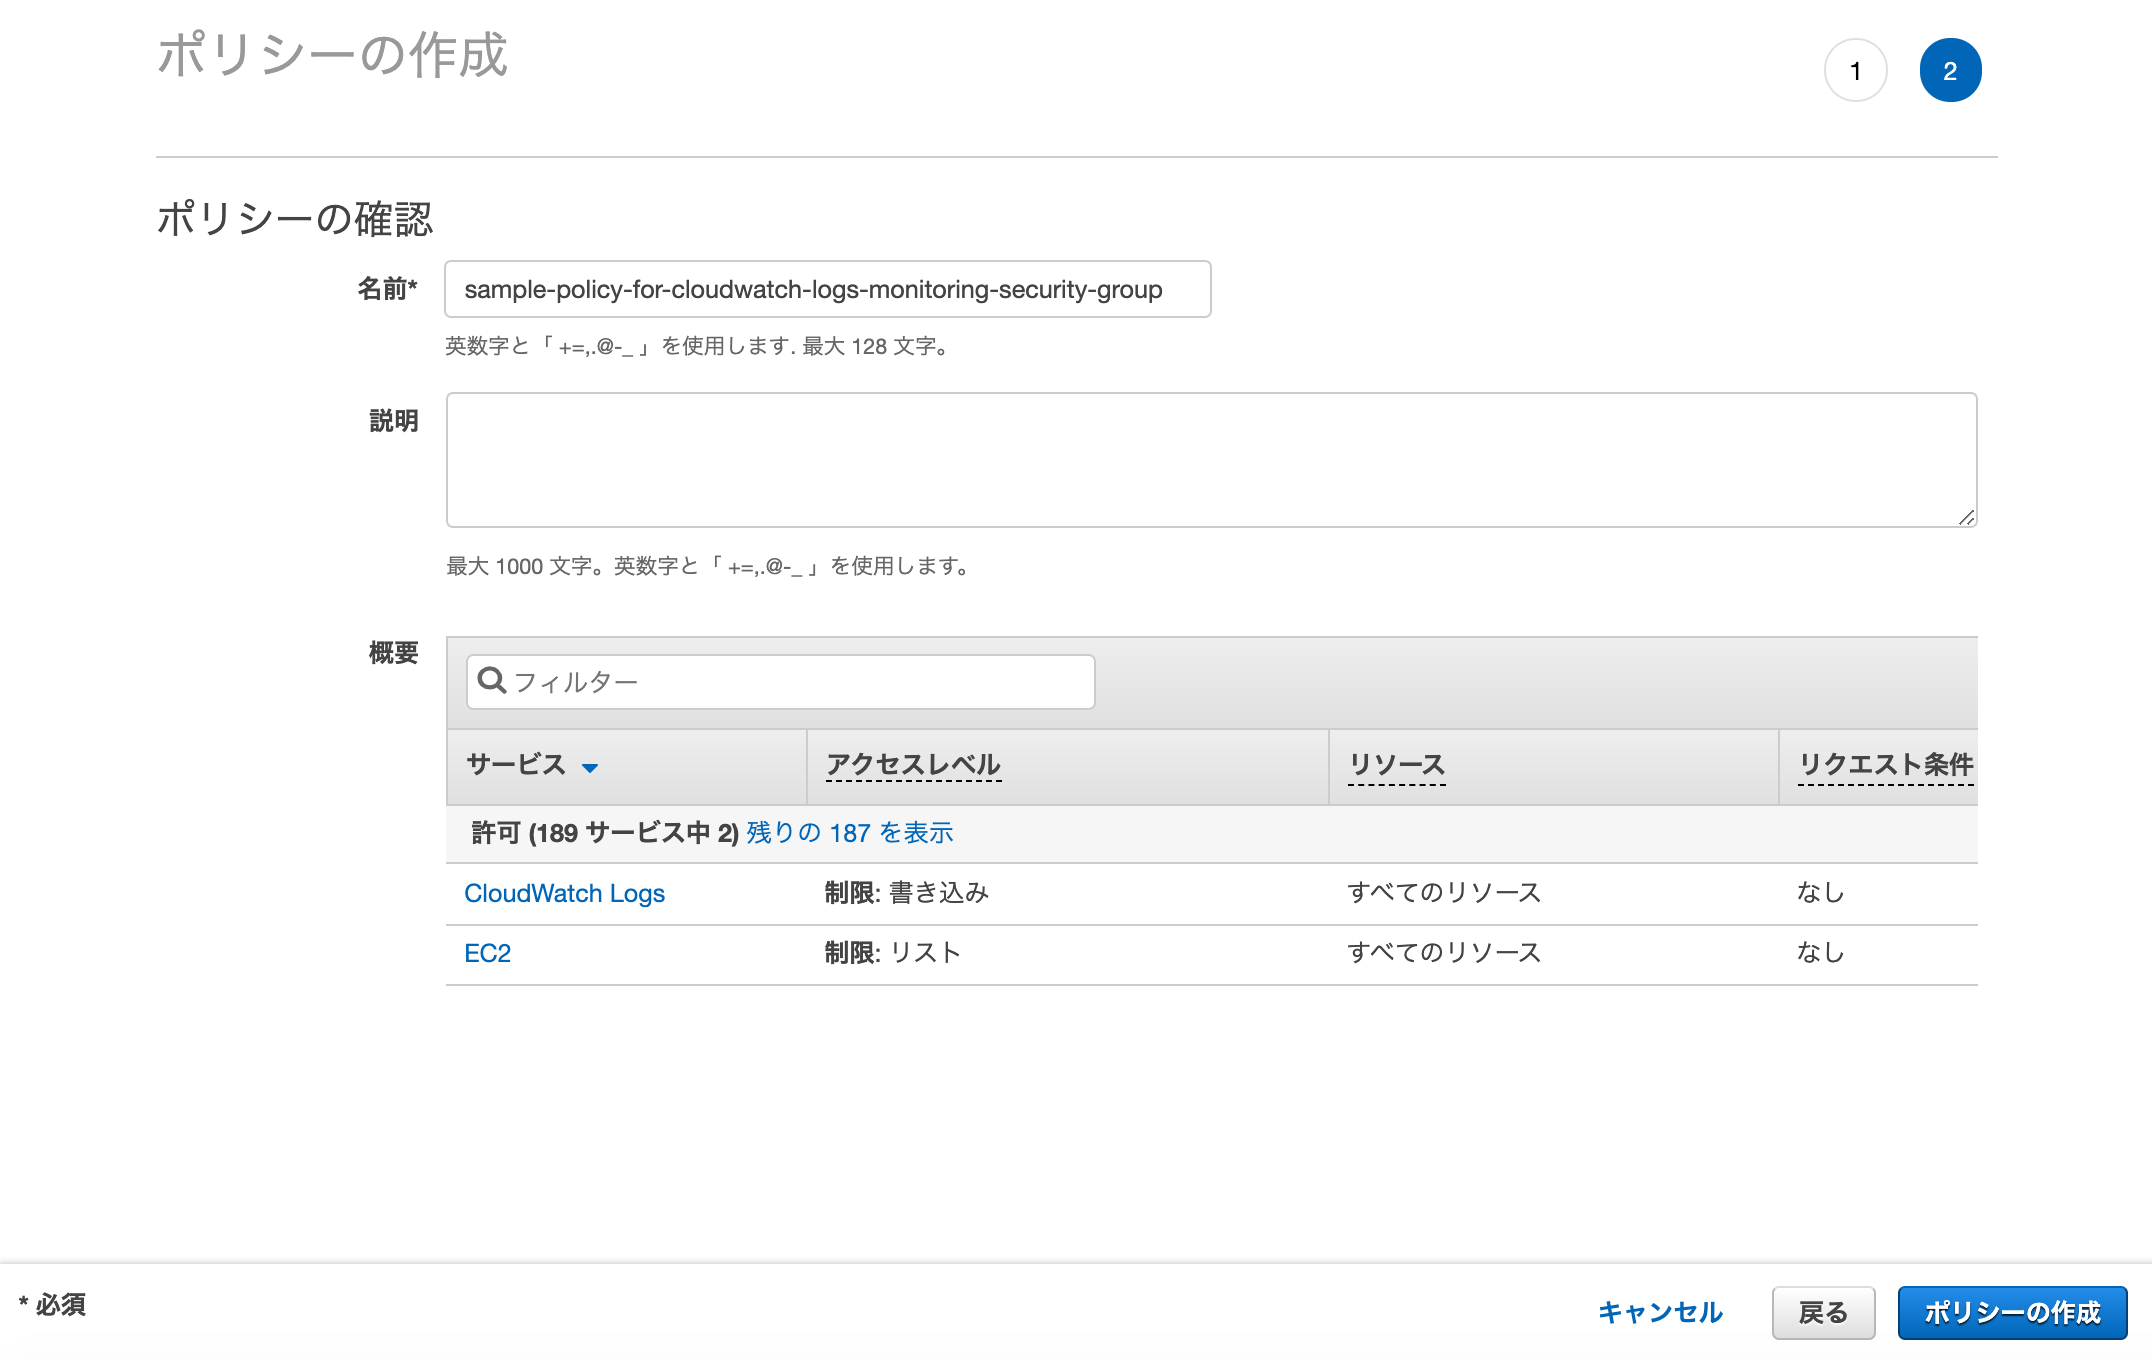 ポリシーの作成
1
2
ポリシーの確認
名前*
sample-policy-for-cloudwatch-logs-monitoring-security-group
英数字と「 +=,.@-_ 」を使用します. 最大 128 文字。
説明
最大 1000 文字。英数字と「 +=,.@-_ 」を使用します。
概要
フィルター
サービス アクセスレベル リソース リクエスト条件
許可 (189 サービス中 2) 残りの 187 を表示
CloudWatch Logs 制限: 書き込み すべてのリソース なし
EC2 制限: リスト すべてのリソース なし
* 必須
キャンセル 戻る ポリシーの作成